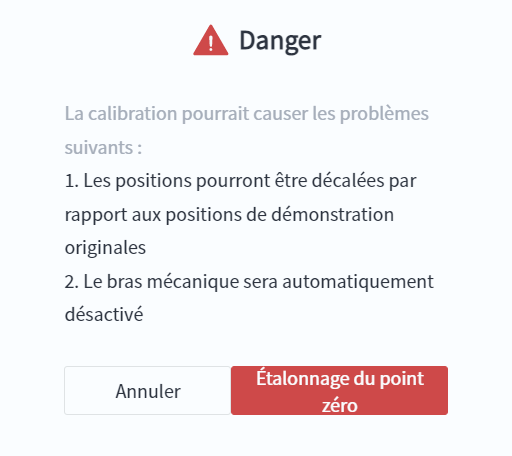 Danger
La calibration pourrait causer les problèmes
suivants :
1. Les positions pourront être décalées par
rapport aux positions de démonstration
originales
2. Le bras mécanique sera automatiquement
désactivé
Annuler
Étalonnage du point
zéro